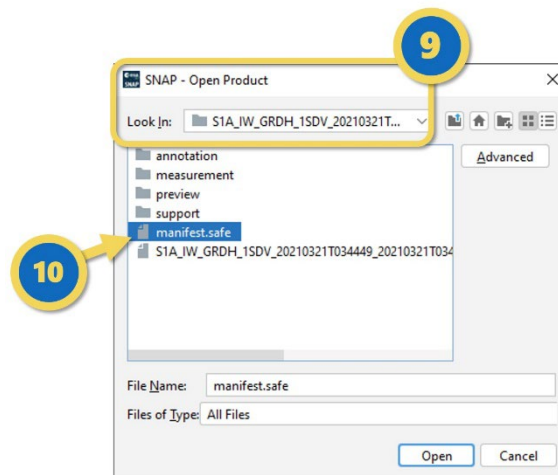 9
SNAP - Open Product
Look In: S1A_IW_GRDH_1SDV_20210321T...
annotation
Advanced
measurement
preview
support
manifest.safe
S1A_IW_GRDH_1SDV_20210321T034449_20210321T034
10
File Name: manifest.safe
Files of Type: All Files
Open Cancel